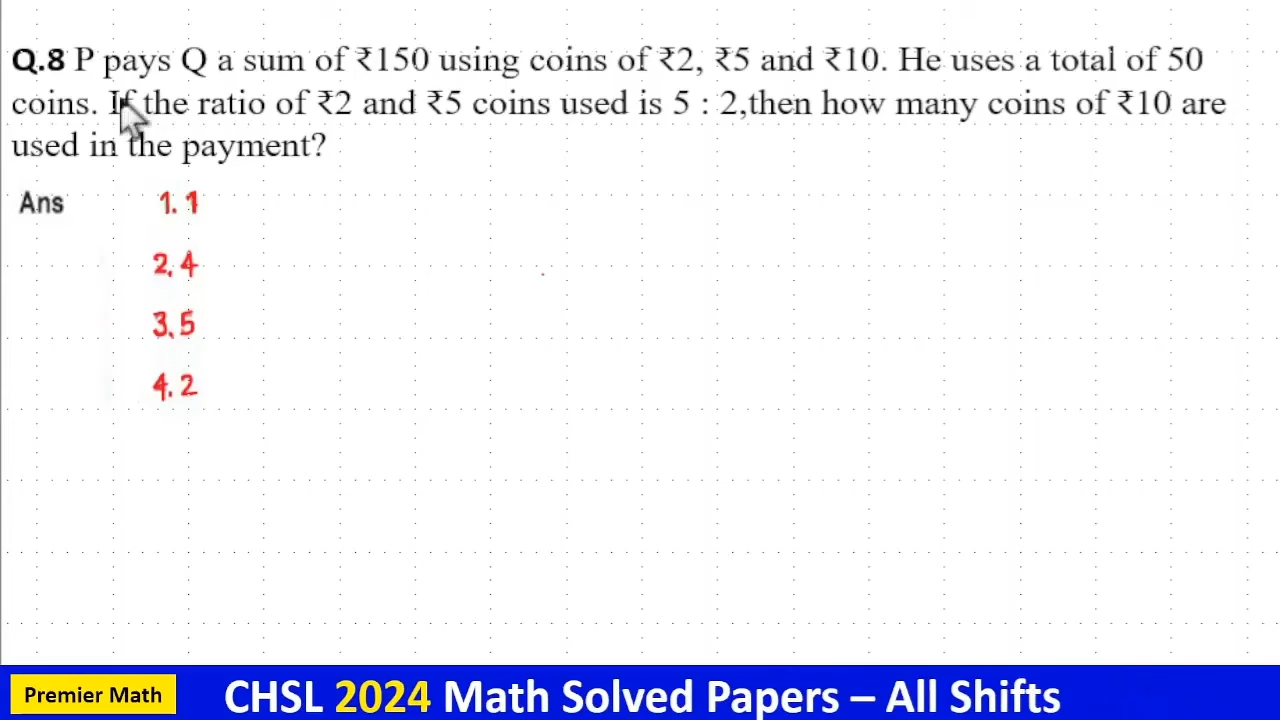 Q.8 P pays Q a sum of ₹150 using coins of ₹2, ₹5 and ₹10. He uses a total of 50
coins. If the ratio of ₹2 and ₹5 coins used is 5 : 2,then how many coins of ₹10 are
used in the payment?
Ans 1. 1
2. 4
3. 5
4. 2
Premier Math CHSL 2024 Math Solved Papers – All Shifts